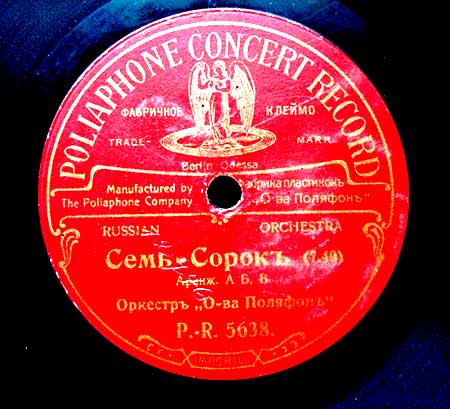 POLIAPHONE CONCERT RECORD
ФАБРИЧНОЕ КЛЕЙМО
TRADE- MARK
Berlin-Odessa
Manufactured by
The Poliaphone Company
Фабрика пластинокъ
„О-ва Поляфонъ"
RUSSIAN ORCHESTRA
Семь-Сорокъ (7.40)
Аренж. А Б. В.
Оркестръ „О-ва Поляфонъ"
P.-R. 5638.